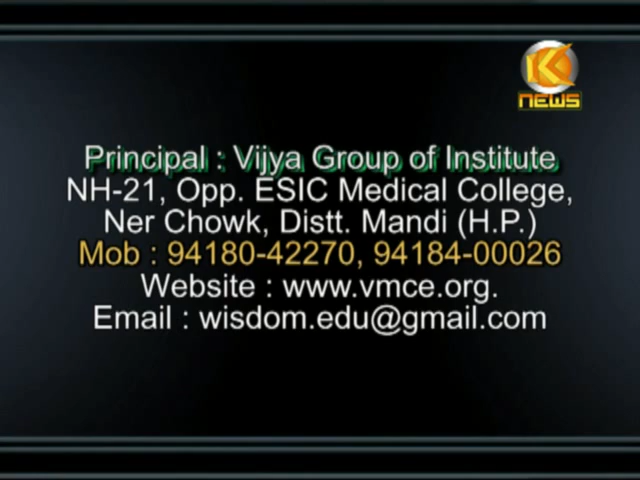 K
NEWS
Principal : Vijya Group of Institute
NH-21, Opp. ESIC Medical College,
Ner Chowk, Distt. Mandi (H.P.)
Mob : 94180-42270, 94184-00026
Website : www.vmce.org.
Email : wisdom.edu@gmail.com